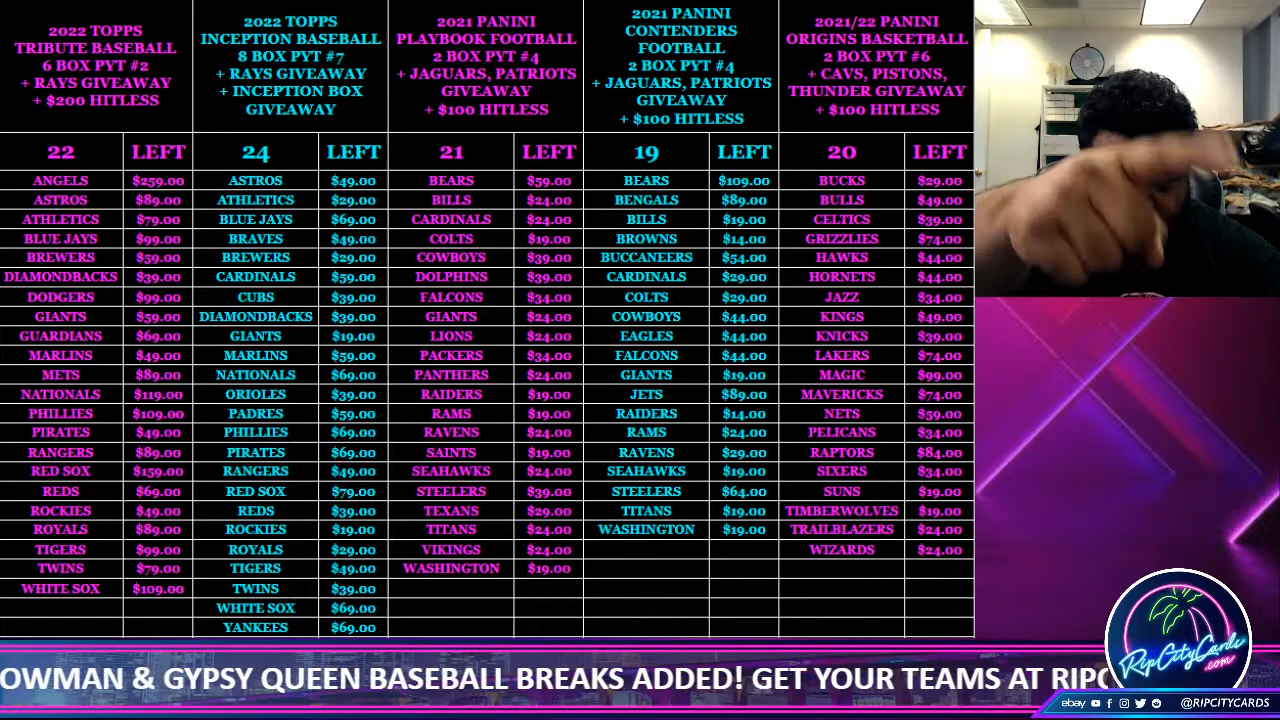 2022 TOPPS
TRIBUTE BASEBALL
6 BOX PYT #2
+ RAYS GIVEAWAY
+ $200 HITLESS
22 LEFT
ANGELS $259.00
ASTROS $89.00
ATHLETICS $79.00
BLUE JAYS $99.00
BREWERS $59.00
DIAMONDBACKS $39.00
DODGERS $99.00
GIANTS $59.00
GUARDIANS $69.00
MARLINS $49.00
METS $89.00
NATIONALS $119.00
PHILLIES $109.00
PIRATES $49.00
RANGERS $89.00
RED SOX $159.00
REDS $69.00
ROCKIES $49.00
ROYALS $89.00
TIGERS $99.00
TWINS $79.00
WHITE SOX $109.00
2022 TOPPS
INCEPTION BASEBALL
8 BOX PYT #7
+ RAYS GIVEAWAY
+ INCEPTION BOX
GIVEAWAY
24 LEFT
ASTROS $49.00
ATHLETICS $29.00
BLUE JAYS $69.00
BRAVES $49.00
BREWERS $29.00
CARDINALS $59.00
CUBS $39.00
DIAMONDBACKS $39.00
GIANTS $19.00
MARLINS $59.00
NATIONALS $69.00
ORIOLES $39.00
PADRES $59.00
PHILLIES $69.00
PIRATES $69.00
RANGERS $49.00
RED SOX $79.00
REDS $39.00
ROCKIES $19.00
ROYALS $29.00
TIGERS $49.00
TWINS $39.00
WHITE SOX $69.00
YANKEES $69.00
2021 PANINI
PLAYBOOK FOOTBALL
2 BOX PYT #4
+ JAGUARS, PATRIOTS
GIVEAWAY
+ $100 HITLESS
21 LEFT
BEARS $59.00
BILLS $24.00
CARDINALS $24.00
COLTS $19.00
COWBOYS $39.00
DOLPHINS $39.00
FALCONS $34.00
GIANTS $24.00
LIONS $24.00
PACKERS $34.00
PANTHERS $24.00
RAIDERS $19.00
RAMS $19.00
RAVENS $24.00
SAINTS $19.00
SEAHAWKS $24.00
STEELERS $39.00
TEXANS $29.00
TITANS $24.00
VIKINGS $24.00
WASHINGTON $19.00
2021 PANINI
CONTENDERS
FOOTBALL
2 BOX PYT #4
+ JAGUARS, PATRIOTS
GIVEAWAY
+ $100 HITLESS
19 LEFT
BEARS $109.00
BENGALS $89.00
BILLS $19.00
BROWNS $14.00
BUCCANEERS $54.00
CARDINALS $29.00
COLTS $29.00
COWBOYS $44.00
EAGLES $44.00
FALCONS $44.00
GIANTS $19.00
JETS $89.00
RAIDERS $14.00
RAMS $24.00
RAVENS $29.00
SEAHAWKS $19.00
STEELERS $64.00
TITANS $19.00
WASHINGTON $19.00
2021/22 PANINI
ORIGINS BASKETBALL
2 BOX PYT #6
+ CAVS, PISTONS,
THUNDER GIVEAWAY
+ $100 HITLESS
20 LEFT
BUCKS $29.00
BULLS $49.00
CELTICS $39.00
GRIZZLIES $74.00
HAWKS $44.00
HORNETS $44.00
JAZZ $34.00
KINGS $49.00
KNICKS $39.00
LAKERS $74.00
MAGIC $99.00
MAVERICKS $74.00
NETS $59.00
PELICANS $34.00
RAPTORS $84.00
SIXERS $34.00
SUNS $19.00
TIMBERWOLVES $19.00
TRAILBLAZERS $24.00
WIZARDS $24.00
OWMAN & GYPSY QUEEN BASEBALL BREAKS ADDED! GET YOUR TEAMS AT RIPC
RipCityCards
.com
ebay @RIPCITYCARDS